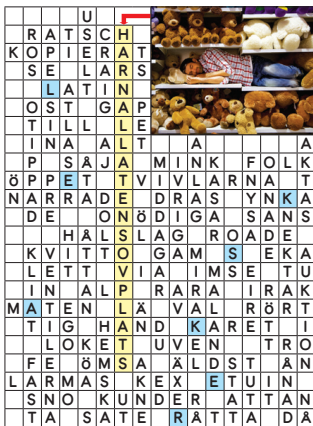 U
RATSCH
KOPIERAT
SE LARS
LATIN
OST GAP
TILL LE
INA ALT A A
P SÅJA MINK FOLK
ÖPPET TVIVLARNA T
NARRADE DRAS YNKA
DE ONÖDIGA SANS
HÅLSLAG ROADE
KVITTO GAM S EKA
LETT VIA IMSE TU
IN ALP RARA IRAK
MATEN LÄ VAL RÖRT
TIG HAND KARET I
LOKET UVEN TRO
FE ÖMSA ÄLDST ÅN
LARMAS KEX ETUIN
SNO KUNDER ATTAN
TA SATE RÅTTA DÅ